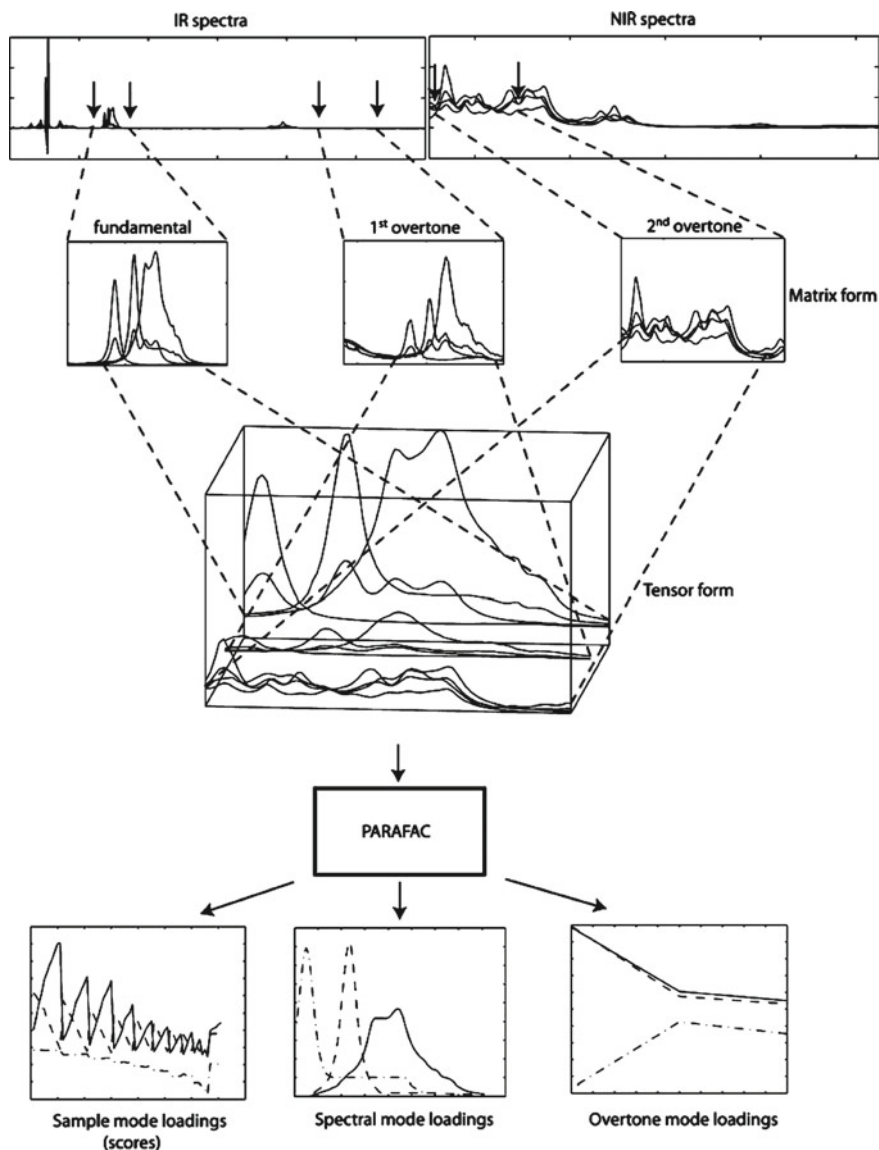 IR spectra
NIR spectra
fundamental
1st overtone
2nd overtone
Matrix form
Tensor form
PARAFAC
Sample mode loadings
(scores)
Spectral mode loadings
Overtone mode loadings